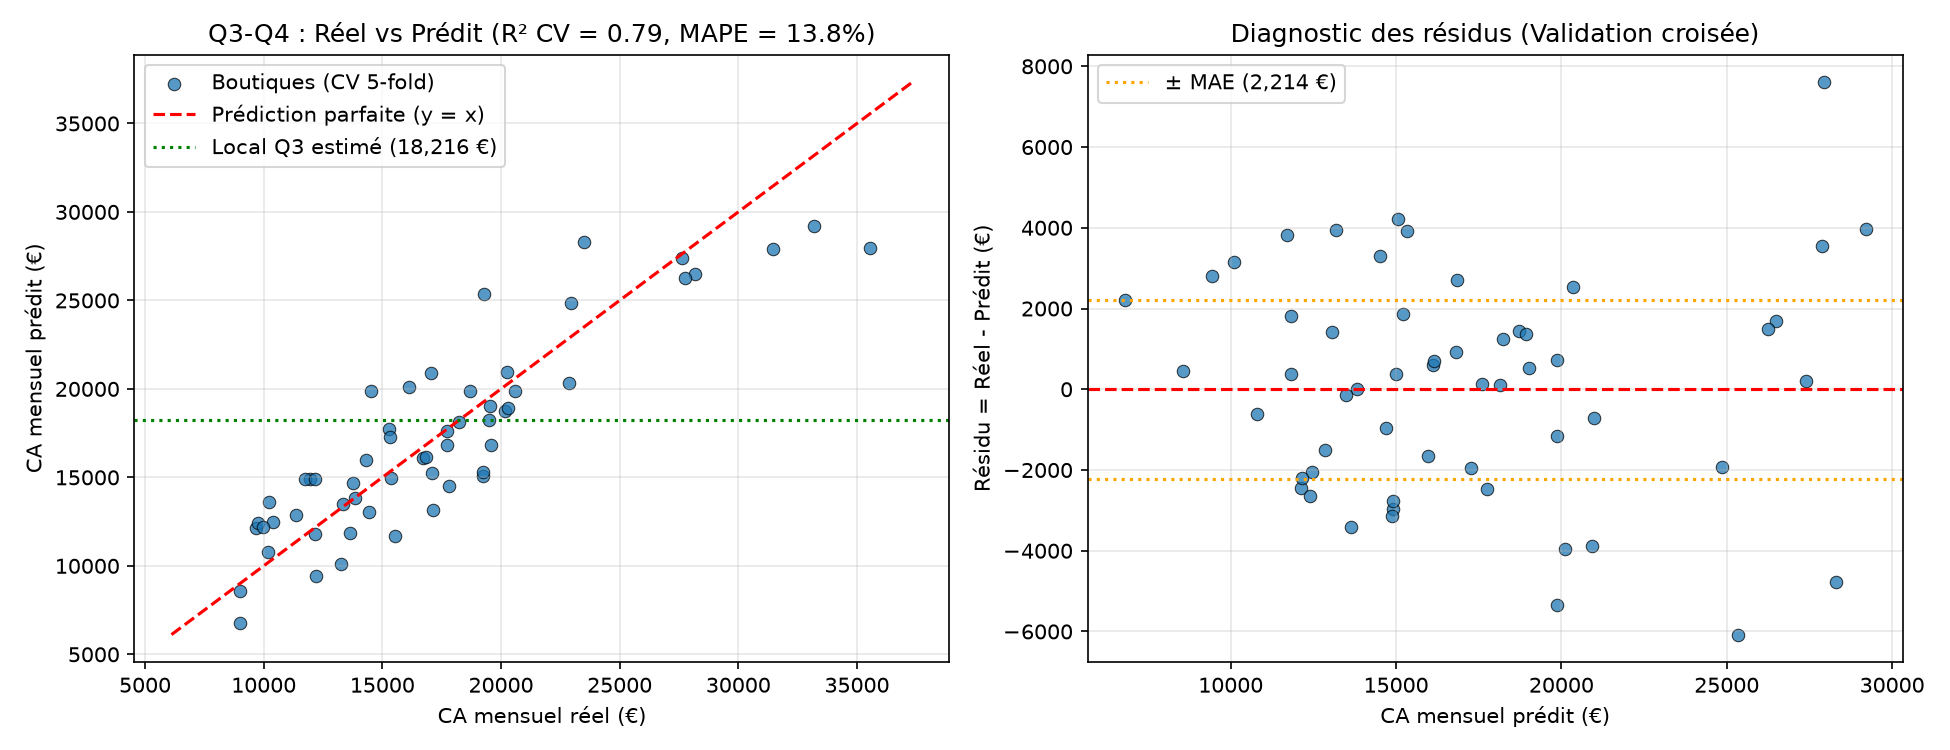 Q3-Q4 : Réel vs Prédit (R² CV = 0.79, MAPE = 13.8%)
Boutiques (CV 5-fold)
Prédiction parfaite (y = x)
Local Q3 estimé (18,216 €)
CA mensuel prédit (€)
35000
30000
25000
20000
15000
10000
5000
5000 10000 15000 20000 25000 30000 35000
CA mensuel réel (€)
Diagnostic des résidus (Validation croisée)
± MAE (2,214 €)
Résidu = Réel - Prédit (€)
8000
6000
4000
2000
0
−2000
−4000
−6000
10000 15000 20000 25000 30000
CA mensuel prédit (€)